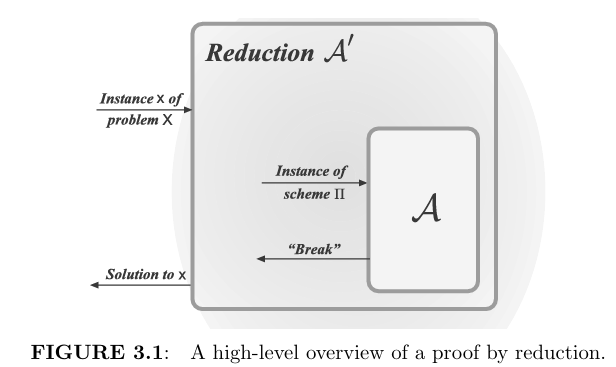 Reduction 𝒜′
Instance x of
problem X
Instance of
scheme Π
𝒜
“Break”
Solution to x
FIGURE 3.1: A high-level overview of a proof by reduction.